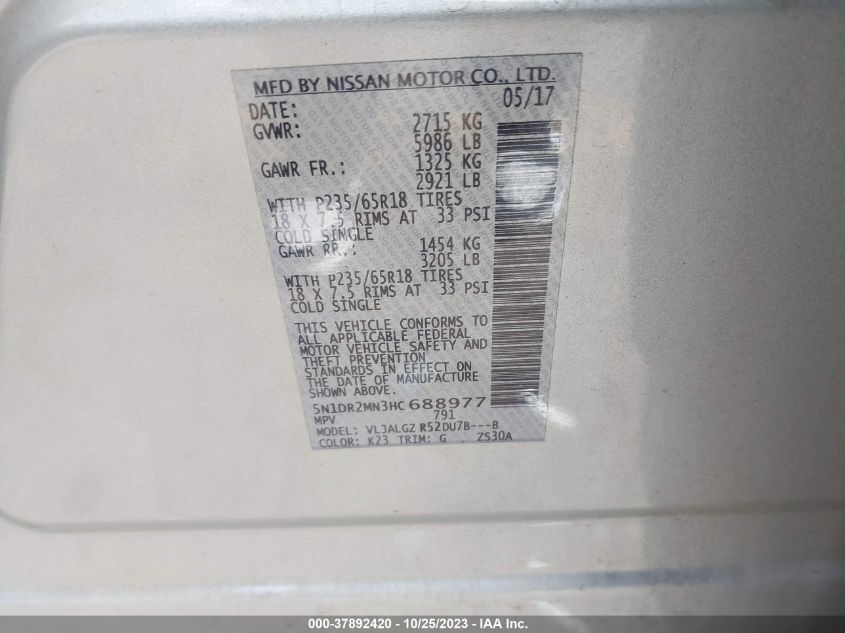 MFD BY NISSAN MOTOR CO., LTD.
DATE: 05/17
GVWR: 2715 KG
5986 LB
GAWR FR.: 1325 KG
2921 LB
WITH P235/65R18 TIRES
18 X 7.5 RIMS AT 33 PSI
COLD SINGLE
GAWR RR.: 1454 KG
3205 LB
WITH P235/65R18 TIRES
18 X 7.5 RIMS AT 33 PSI
COLD SINGLE
THIS VEHICLE CONFORMS TO
ALL APPLICABLE FEDERAL
MOTOR VEHICLE SAFETY AND
THEFT PREVENTION
STANDARDS IN EFFECT ON
THE DATE OF MANUFACTURE
5N1DR2MN3HC688977
MPV 791
MODEL: VLJALGZ R52DU7B---B
COLOR: K23 TRIM: G ZS30A
000-37892420 - 10/25/2023 - IAA Inc.